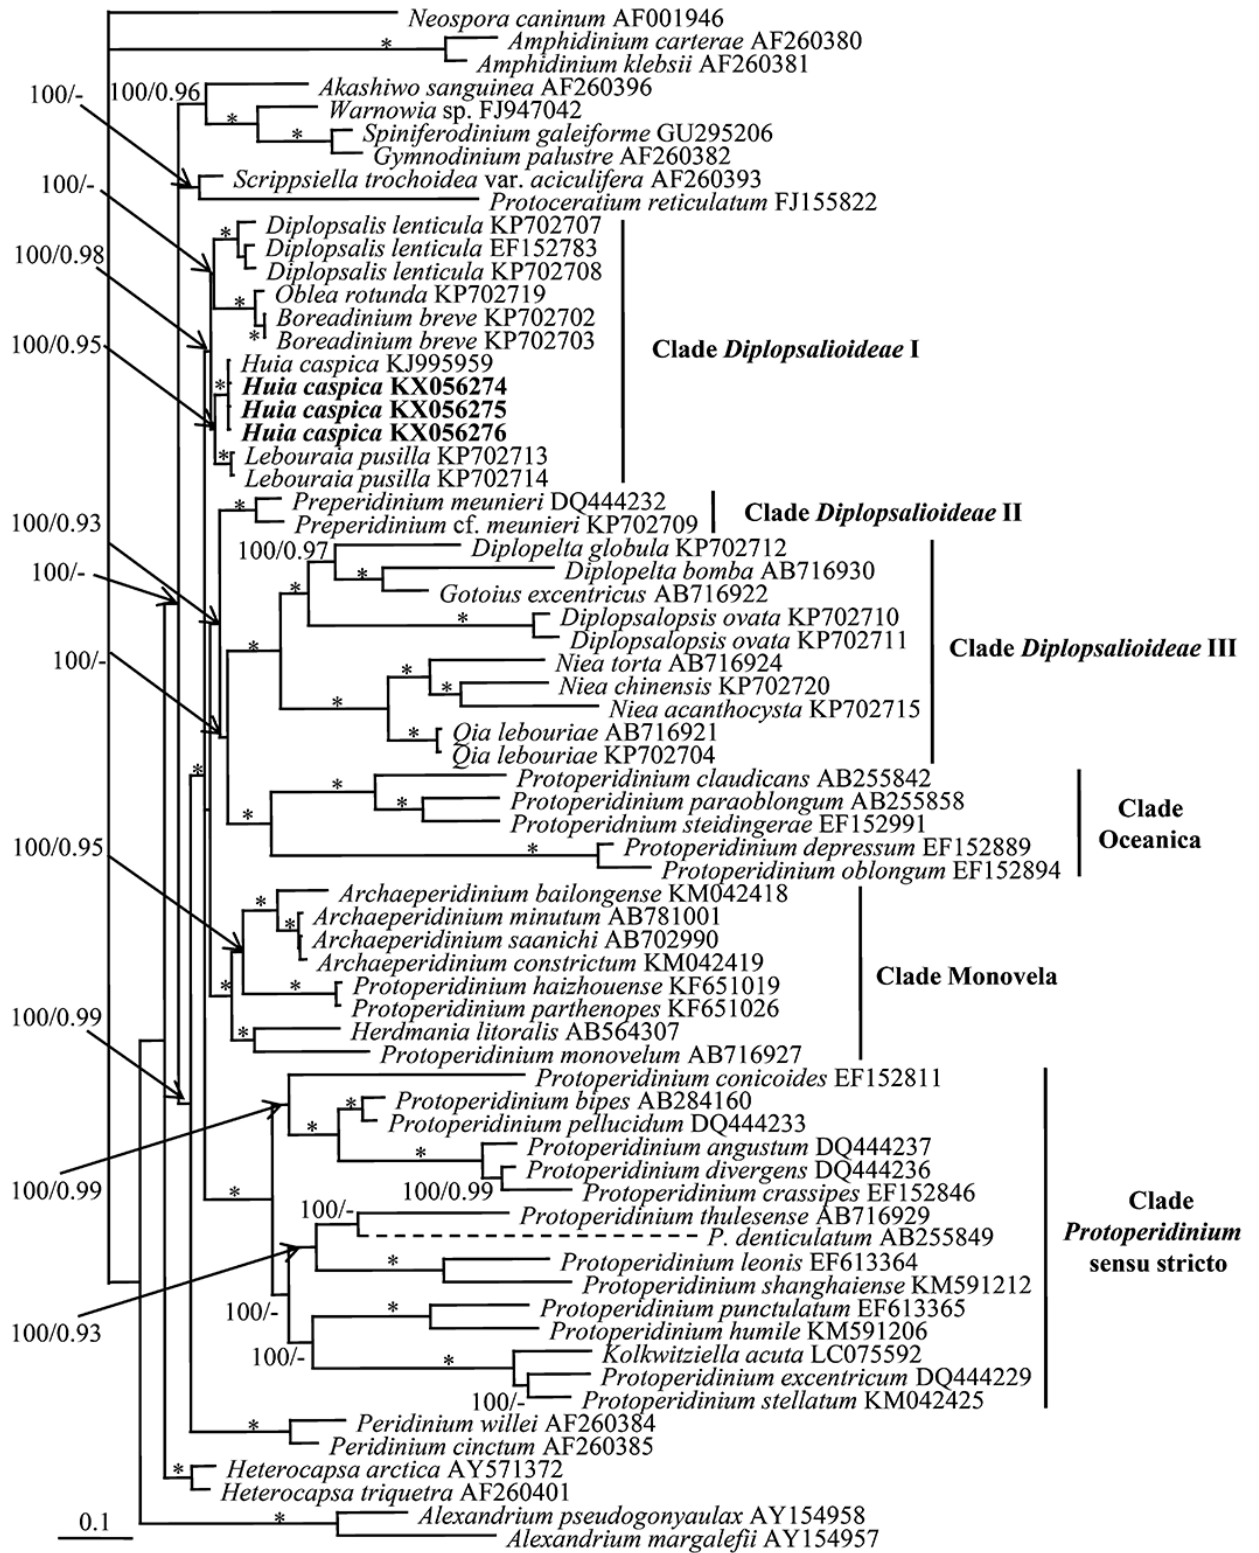 Neospora caninum AF001946
* Amphidinium carterae AF260380
Amphidinium klebsii AF260381
100/- 100/0.96 Akashiwo sanguinea AF260396
* Warnowia sp. FJ947042
* Spiniferodinium galeiforme GU295206
Gymnodinium palustre AF260382
100/- Scrippsiella trochoidea var. aciculifera AF260393
Protoceratium reticulatum FJ155822
* Diplopsalis lenticula KP702707
100/0.98 Diplopsalis lenticula EF152783
Diplopsalis lenticula KP702708
* Oblea rotunda KP702719
Boreadinium breve KP702702
100/0.95 * Boreadinium breve KP702703
Clade Diplopsalioideae I
Huia caspica KJ995959
* Huia caspica KX056274
Huia caspica KX056275
Huia caspica KX056276
* Lebouraia pusilla KP702713
Lebouraia pusilla KP702714
* Preperidinium meunieri DQ444232
100/0.93 Preperidinium cf. meunieri KP702709
Clade Diplopsalioideae II
100/0.97 Diplopelta globula KP702712
100/- * Diplopelta bomba AB716930
* Gotoius excentricus AB716922
* Diplopsalopsis ovata KP702710
* Diplopsalopsis ovata KP702711
Clade Diplopsalioideae III
100/- * Niea torta AB716924
* Niea chinensis KP702720
* Niea acanthocysta KP702715
* Qia lebouriae AB716921
Qia lebouriae KP702704
* * Protoperidinium claudicans AB255842
* Protoperidinium paraoblongum AB255858
* Protoperidnium steidingerae EF152991
Clade
Oceanica
100/0.95 * Protoperidinium depressum EF152889
Protoperidinium oblongum EF152894
* Archaeperidinium bailongense KM042418
* Archaeperidinium minutum AB781001
Archaeperidinium saanichi AB702990
Archaeperidinium constrictum KM042419
Clade Monovela
* * Protoperidinium haizhouense KF651019
Protoperidinium parthenopes KF651026
100/0.99 * Herdmania litoralis AB564307
Protoperidinium monovelum AB716927
Protoperidinium conicoides EF152811
* Protoperidinium bipes AB284160
* Protoperidinium pellucidum DQ444233
* Protoperidinium angustum DQ444237
Protoperidinium divergens DQ444236
100/0.99 * 100/0.99 Protoperidinium crassipes EF152846
100/- Protoperidinium thulesense AB716929
P. denticulatum AB255849
Clade
Protoperidinium
sensu stricto
* Protoperidinium leonis EF613364
Protoperidinium shanghaiense KM591212
100/- * Protoperidinium punctulatum EF613365
100/0.93 Protoperidinium humile KM591206
100/- * Kolkwitziella acuta LC075592
Protoperidinium excentricum DQ444229
100/- Protoperidinium stellatum KM042425
* Peridinium willei AF260384
Peridinium cinctum AF260385
* Heterocapsa arctica AY571372
Heterocapsa triquetra AF260401
* Alexandrium pseudogonyaulax AY154958
0.1 Alexandrium margalefii AY154957